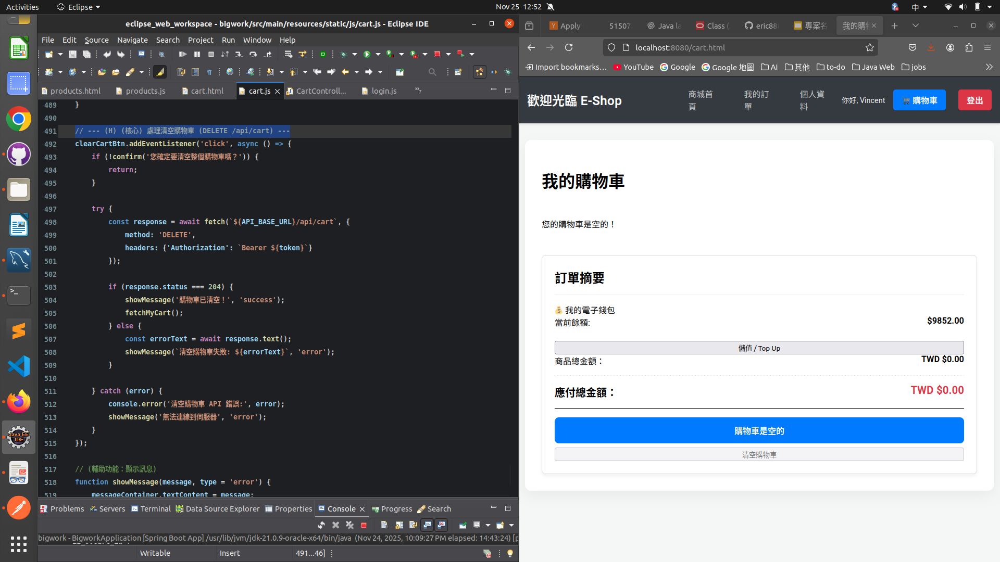 Activities
Eclipse
Nov 25 12:52
中
eclipse_web_workspace - bigwork/src/main/resources/static/js/cart.js - Eclipse IDE
File Edit Source Navigate Search Project Run Window Help
products.html products.js cart.html cart.js CartControll... login.js »7
489 }
490
491 // --- (H) (核心) 處理清空購物車 (DELETE /api/cart) ---
492 clearCartBtn.addEventListener('click', async () => {
493 if (!confirm('您確定要清空整個購物車嗎？')) {
494 return;
495 }
496
497 try {
498 const response = await fetch(`${API_BASE_URL}/api/cart`, {
499 method: 'DELETE',
500 headers: {'Authorization': `Bearer ${token}`}
501 });
502
503 if (response.status === 204) {
504 showMessage('購物車已清空！', 'success');
505 fetchMyCart();
506 } else {
507 const errorText = await response.text();
508 showMessage(`清空購物車失敗: ${errorText}`, 'error');
509 }
510
511 } catch (error) {
512 console.error('清空購物車 API 錯誤:', error);
513 showMessage('無法連線到伺服器', 'error');
514 }
515 });
516
517 // (輔助功能：顯示訊息)
518 function showMessage(message, type = 'error') {
519 messageContainer.textContent = message;
Problems Servers Terminal Data Source Explorer Properties Console Progress Search
bigwork - BigworkApplication [Spring Boot App] /usr/lib/jvm/jdk-21.0.9-oracle-x64/bin/java (Nov 24, 2025, 10:09:27 PM elapsed: 14:43:24) [p
Writable Insert 491...46]
Java EE
IDE
Apply 51507 Java la Class (. eric88 專案名 我的購物
localhost:8080/cart.html
Import bookmarks... YouTube Google Google 地圖 AI 其他 to-do Java Web jobs
歡迎光臨 E-Shop
商城首頁
我的訂單
個人資料
你好, Vincent
購物車
登出
我的購物車
您的購物車是空的！
訂單摘要
我的電子錢包
當前餘額: $9852.00
儲值 / Top Up
商品總金額： TWD $0.00
應付總金額： TWD $0.00
購物車是空的
清空購物車